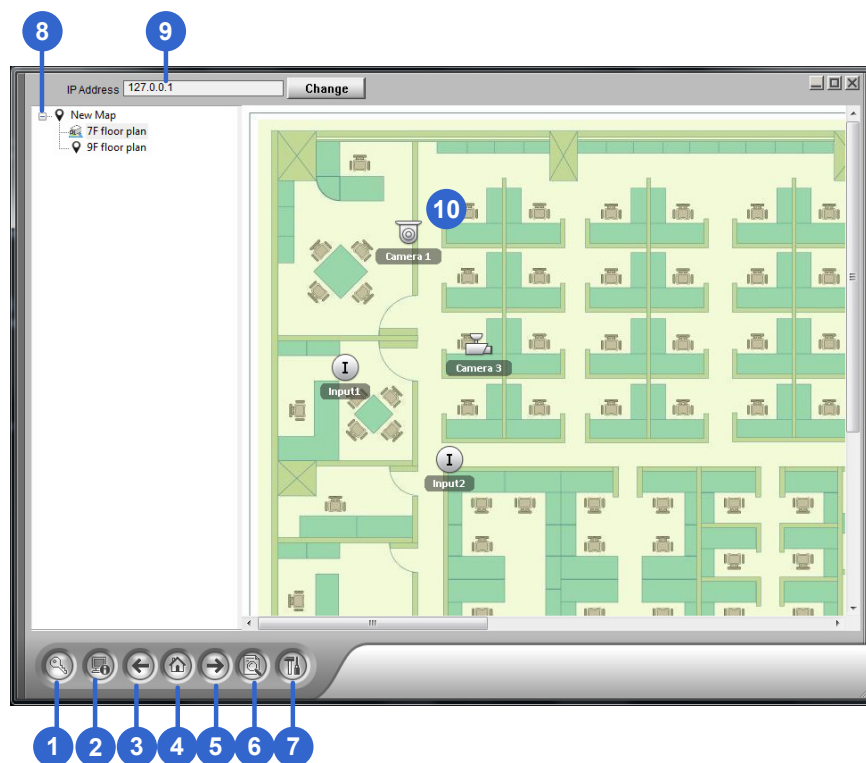 8
9
IP Address 127.0.0.1 Change
New Map
7F floor plan
9F floor plan
10
Camera 1
Camera 3
I
Input1
I
Input2
1 2 3 4 5 6 7